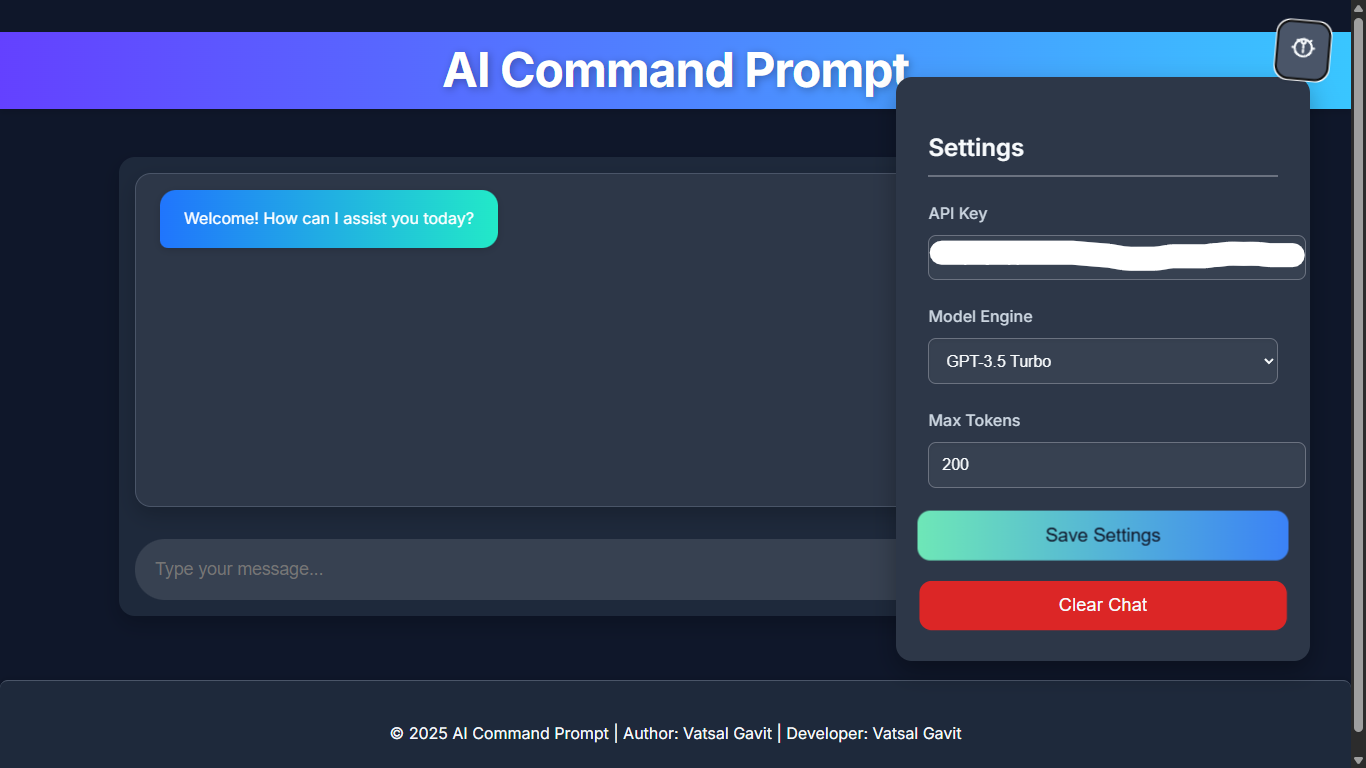 AI Command Prompt
Settings
API Key
Model Engine
GPT-3.5 Turbo
Max Tokens
200
Save Settings
Clear Chat
Welcome! How can I assist you today?
Type your message...
© 2025 AI Command Prompt | Author: Vatsal Gavit | Developer: Vatsal Gavit